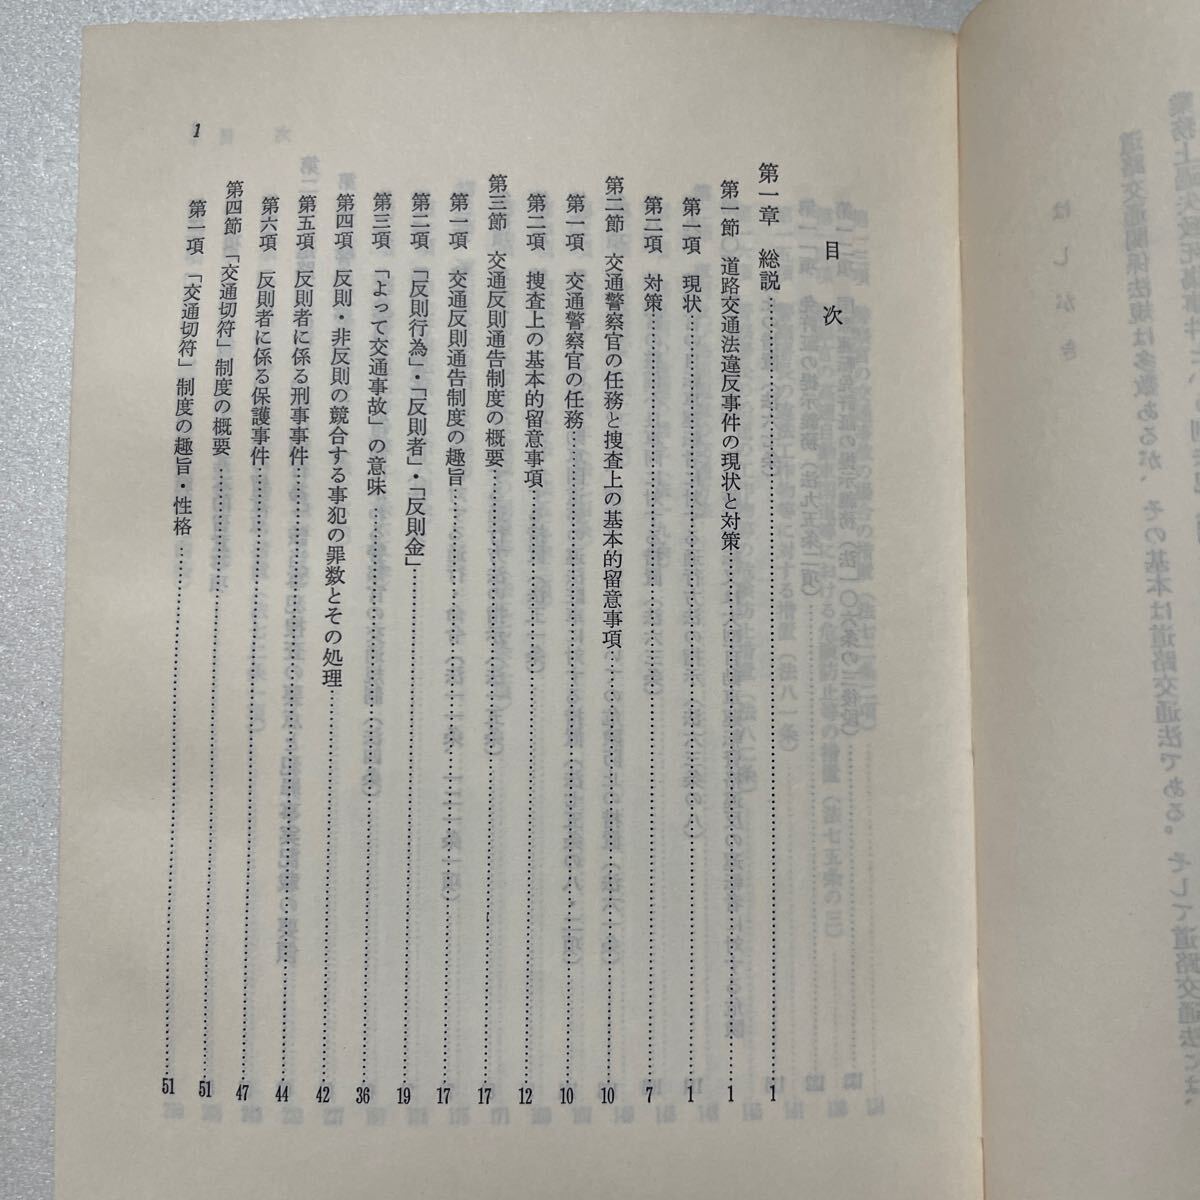 目次
第一章 総説……1
第一節 道路交通法違反事件の現状と対策……1
第一項 現状……1
第二項 対策……7
第二節 交通警察官の任務と捜査上の基本的留意事項……10
第一項 交通警察官の任務……10
第二項 捜査上の基本的留意事項……12
第三節 交通反則通告制度の概要……17
第一項 交通反則通告制度の趣旨……17
第二項 「反則行為」・「反則者」・「反則金」……19
第三項 「よって交通事故」の意味……36
第四項 反則・非反則の競合する事犯の罪数とその処理……42
第五項 反則者に係る刑事事件……44
第六項 反則者に係る保護事件……47
第四節 「交通切符」制度の概要……51
第一項 「交通切符」制度の趣旨・性格……51
1